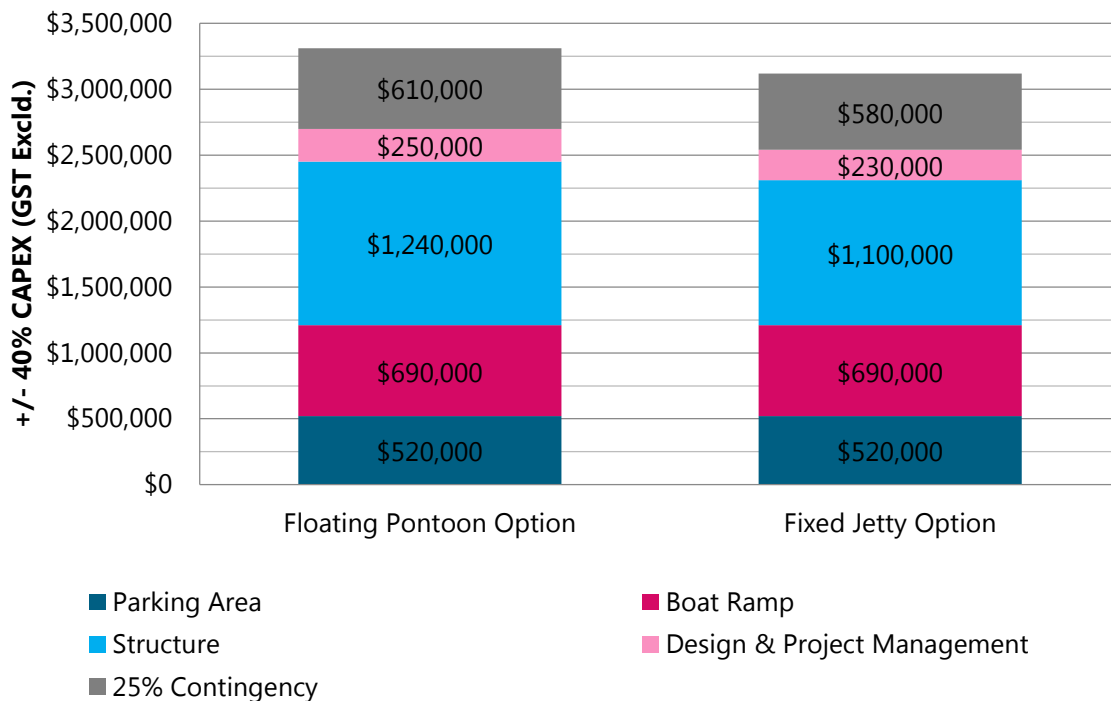 +/- 40% CAPEX (GST Excld.)
$3,500,000
$3,000,000
$2,500,000
$2,000,000
$1,500,000
$1,000,000
$500,000
$0
$610,000
$250,000
$1,240,000
$690,000
$520,000
$580,000
$230,000
$1,100,000
$690,000
$520,000
Floating Pontoon Option
Fixed Jetty Option
Parking Area
Boat Ramp
Structure
Design & Project Management
25% Contingency